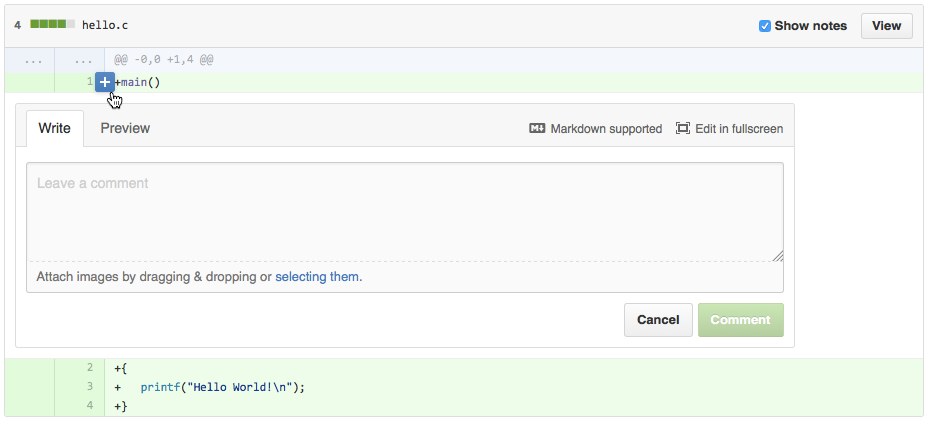 4 hello.c Show notes View
... ... @@ -0,0 +1,4 @@
1 +main()
Write Preview Markdown supported Edit in fullscreen
Leave a comment
Attach images by dragging & dropping or selecting them.
Cancel Comment
2 +{
3 +   printf("Hello World!\n");
4 +}